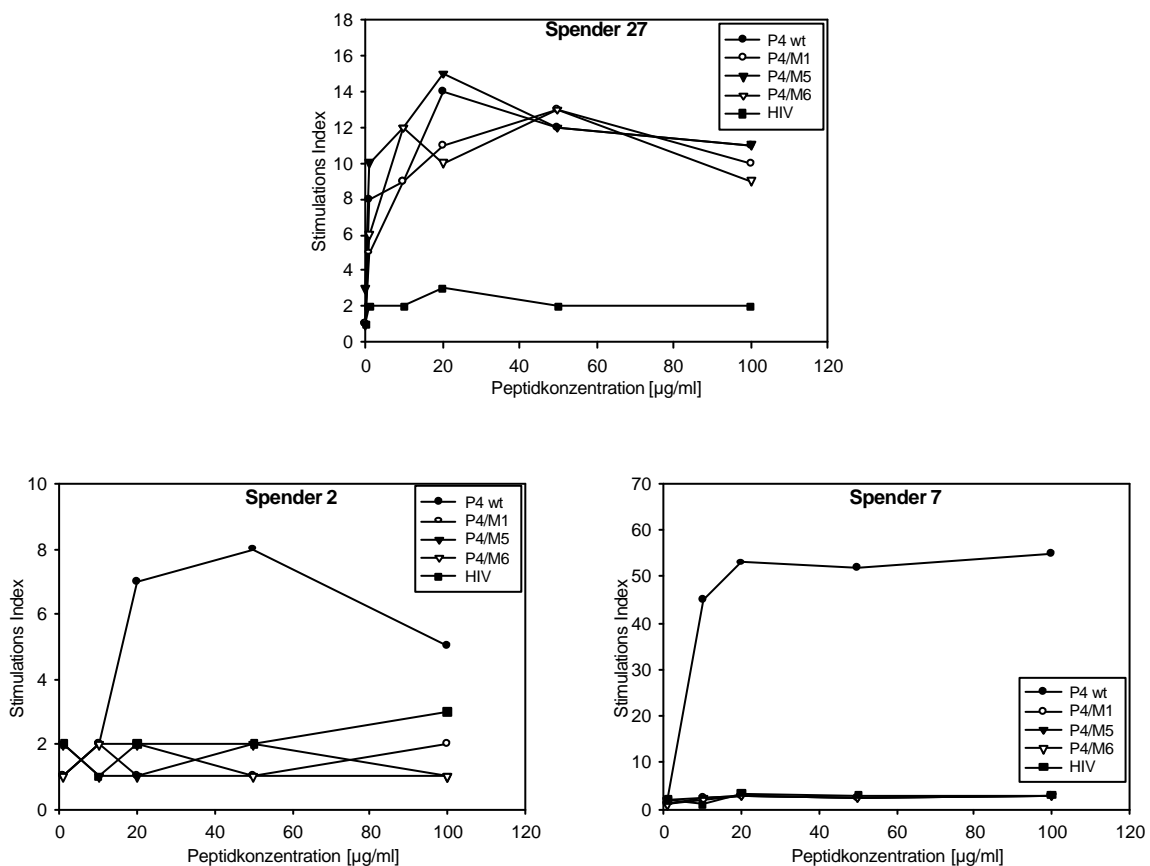 Spender 27
18
16
14
12
10
8
6
4
2
0
Stimulations Index
P4 wt
P4/M1
P4/M5
P4/M6
HIV
0 20 40 60 80 100 120
Peptidkonzentration [µg/ml]
Spender 2
10
8
6
4
2
0
Stimulations Index
P4 wt
P4/M1
P4/M5
P4/M6
HIV
0 20 40 60 80 100 120
Peptidkonzentration [µg/ml]
Spender 7
70
60
50
40
30
20
10
0
Stimulations Index
P4 wt
P4/M1
P4/M5
P4/M6
HIV
0 20 40 60 80 100 120
Peptidkonzentration [µg/ml]